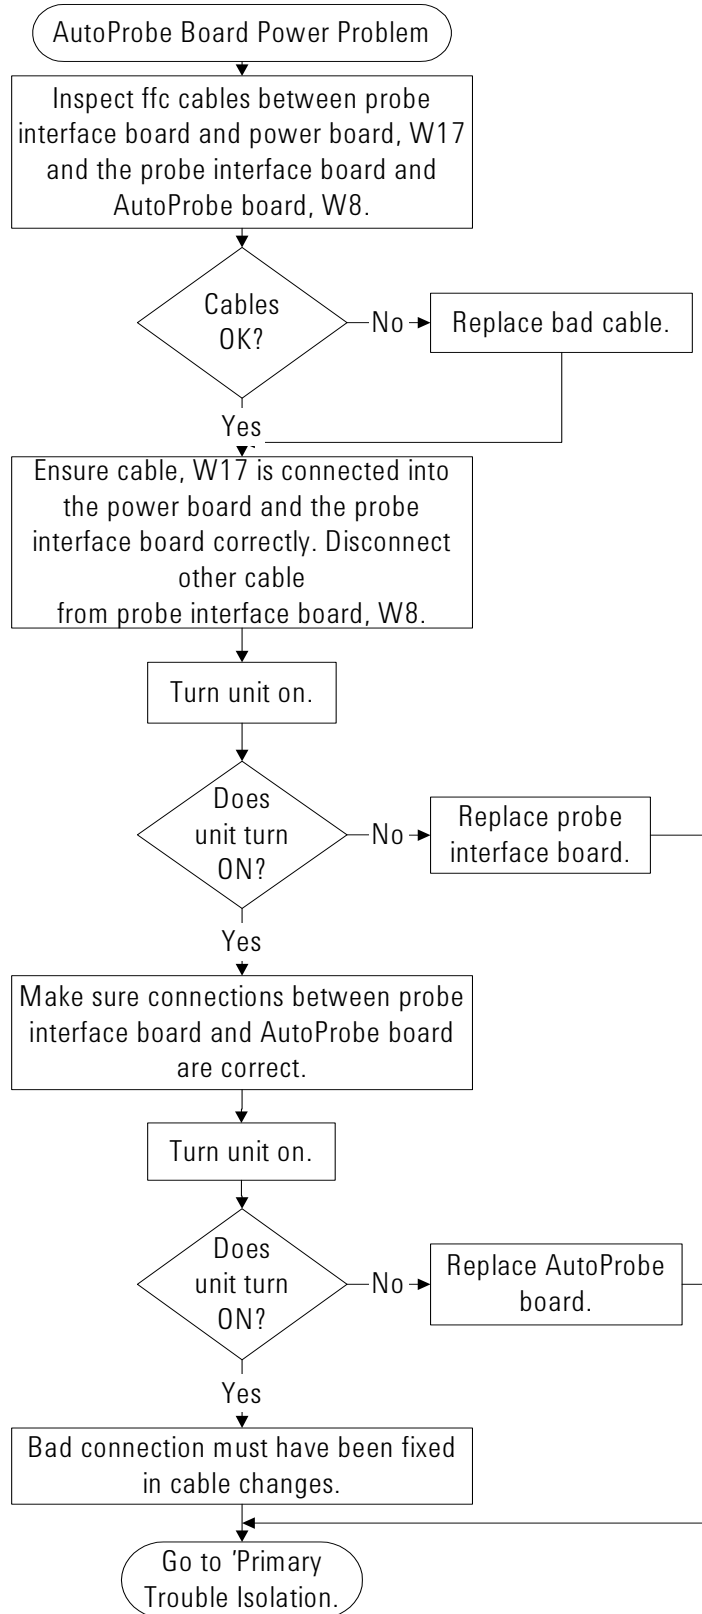 AutoProbe Board Power Problem
Inspect ffc cables between probe
interface board and power board, W17
and the probe interface board and
AutoProbe board, W8.
Cables
OK?
No
Replace bad cable.
Yes
Ensure cable, W17 is connected into
the power board and the probe
interface board correctly. Disconnect
other cable
from probe interface board, W8.
Turn unit on.
Does
unit turn
ON?
No
Replace probe
interface board.
Yes
Make sure connections between probe
interface board and AutoProbe board
are correct.
Turn unit on.
Does
unit turn
ON?
No
Replace AutoProbe
board.
Yes
Bad connection must have been fixed
in cable changes.
Go to 'Primary
Trouble Isolation.